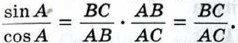 sin A / cos A = BC / AB · AB / AC = BC / AC.